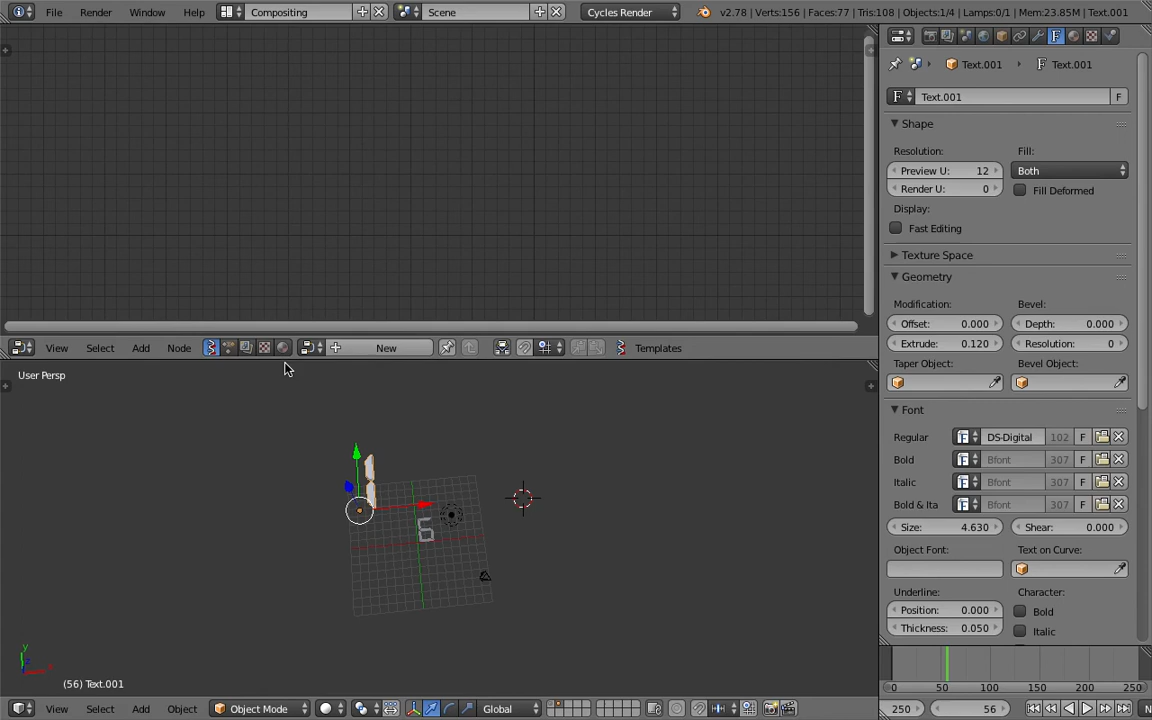 File Render Window Help Compositing Scene Cycles Render v2.78 | Verts:156 | Faces:77 | Tris:108 | Objects:1/4 | Lamps:0/1 | Mem:23.85M | Text.001
Text.001 Text.001
F Text.001 F
Shape
Resolution: Fill:
Preview U: 12 Both
Render U: 0 Fill Deformed
Display:
Fast Editing
Texture Space
Geometry
Modification: Bevel:
Offset: 0.000 Depth: 0.000
View Select Add Node New Templates
Extrude: 0.120 Resolution: 0
Taper Object: Bevel Object:
User Persp
Font
Regular DS-Digital 102 F
Bold Bfont 307 F
Italic Bfont 307 F
Bold & Ita Bfont 307 F
1
6
Size: 4.630 Shear: 0.000
Object Font: Text on Curve:
Underline: Character:
Position: 0.000 Bold
Thickness: 0.050 Italic
y
z
x
(56) Text.001
0 50 100 150 200 250
View Select Add Object Object Mode Global 250 56 N